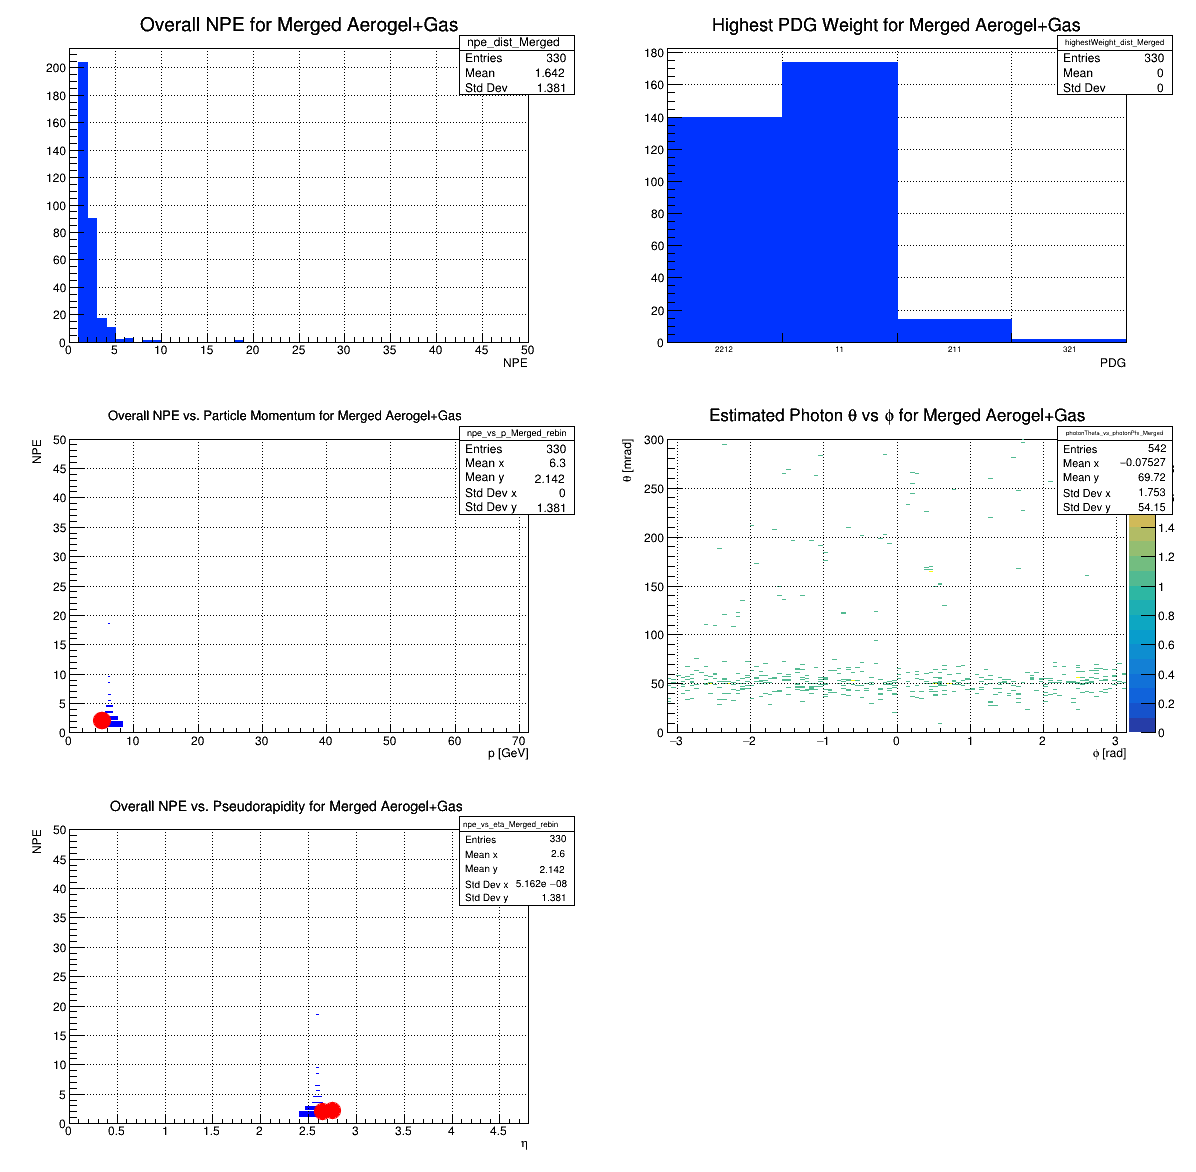 Overall NPE for Merged Aerogel+Gas
npe_dist_Merged
Entries 330
Mean 1.642
Std Dev 1.381
200
180
160
140
120
100
80
60
40
20
0
0 5 10 15 20 25 30 35 40 45 50
NPE
Highest PDG Weight for Merged Aerogel+Gas
highestWeight_dist_Merged
Entries 330
Mean 0
Std Dev 0
180
160
140
120
100
80
60
40
20
0
2212 11 211 321
PDG
Overall NPE vs. Particle Momentum for Merged Aerogel+Gas
npe_vs_p_Merged_rebin
Entries 330
Mean x 6.3
Mean y 2.142
Std Dev x 0
Std Dev y 1.381
NPE
50
45
40
35
30
25
20
15
10
5
0
0 10 20 30 40 50 60 70
p [GeV]
Estimated Photon θ vs ϕ for Merged Aerogel+Gas
photonTheta_vs_photonPhi_Merged
Entries 542
Mean x −0.07527
Mean y 69.72
Std Dev x 1.753
Std Dev y 54.15
θ [mrad]
300
250
200
150
100
50
0
−3 −2 −1 0 1 2 3
ϕ [rad]
1.4
1.2
1
0.8
0.6
0.4
0.2
0
Overall NPE vs. Pseudorapidity for Merged Aerogel+Gas
npe_vs_eta_Merged_rebin
Entries 330
Mean x 2.6
Mean y 2.142
Std Dev x 5.162e −08
Std Dev y 1.381
NPE
50
45
40
35
30
25
20
15
10
5
0
0 0.5 1 1.5 2 2.5 3 3.5 4 4.5
η